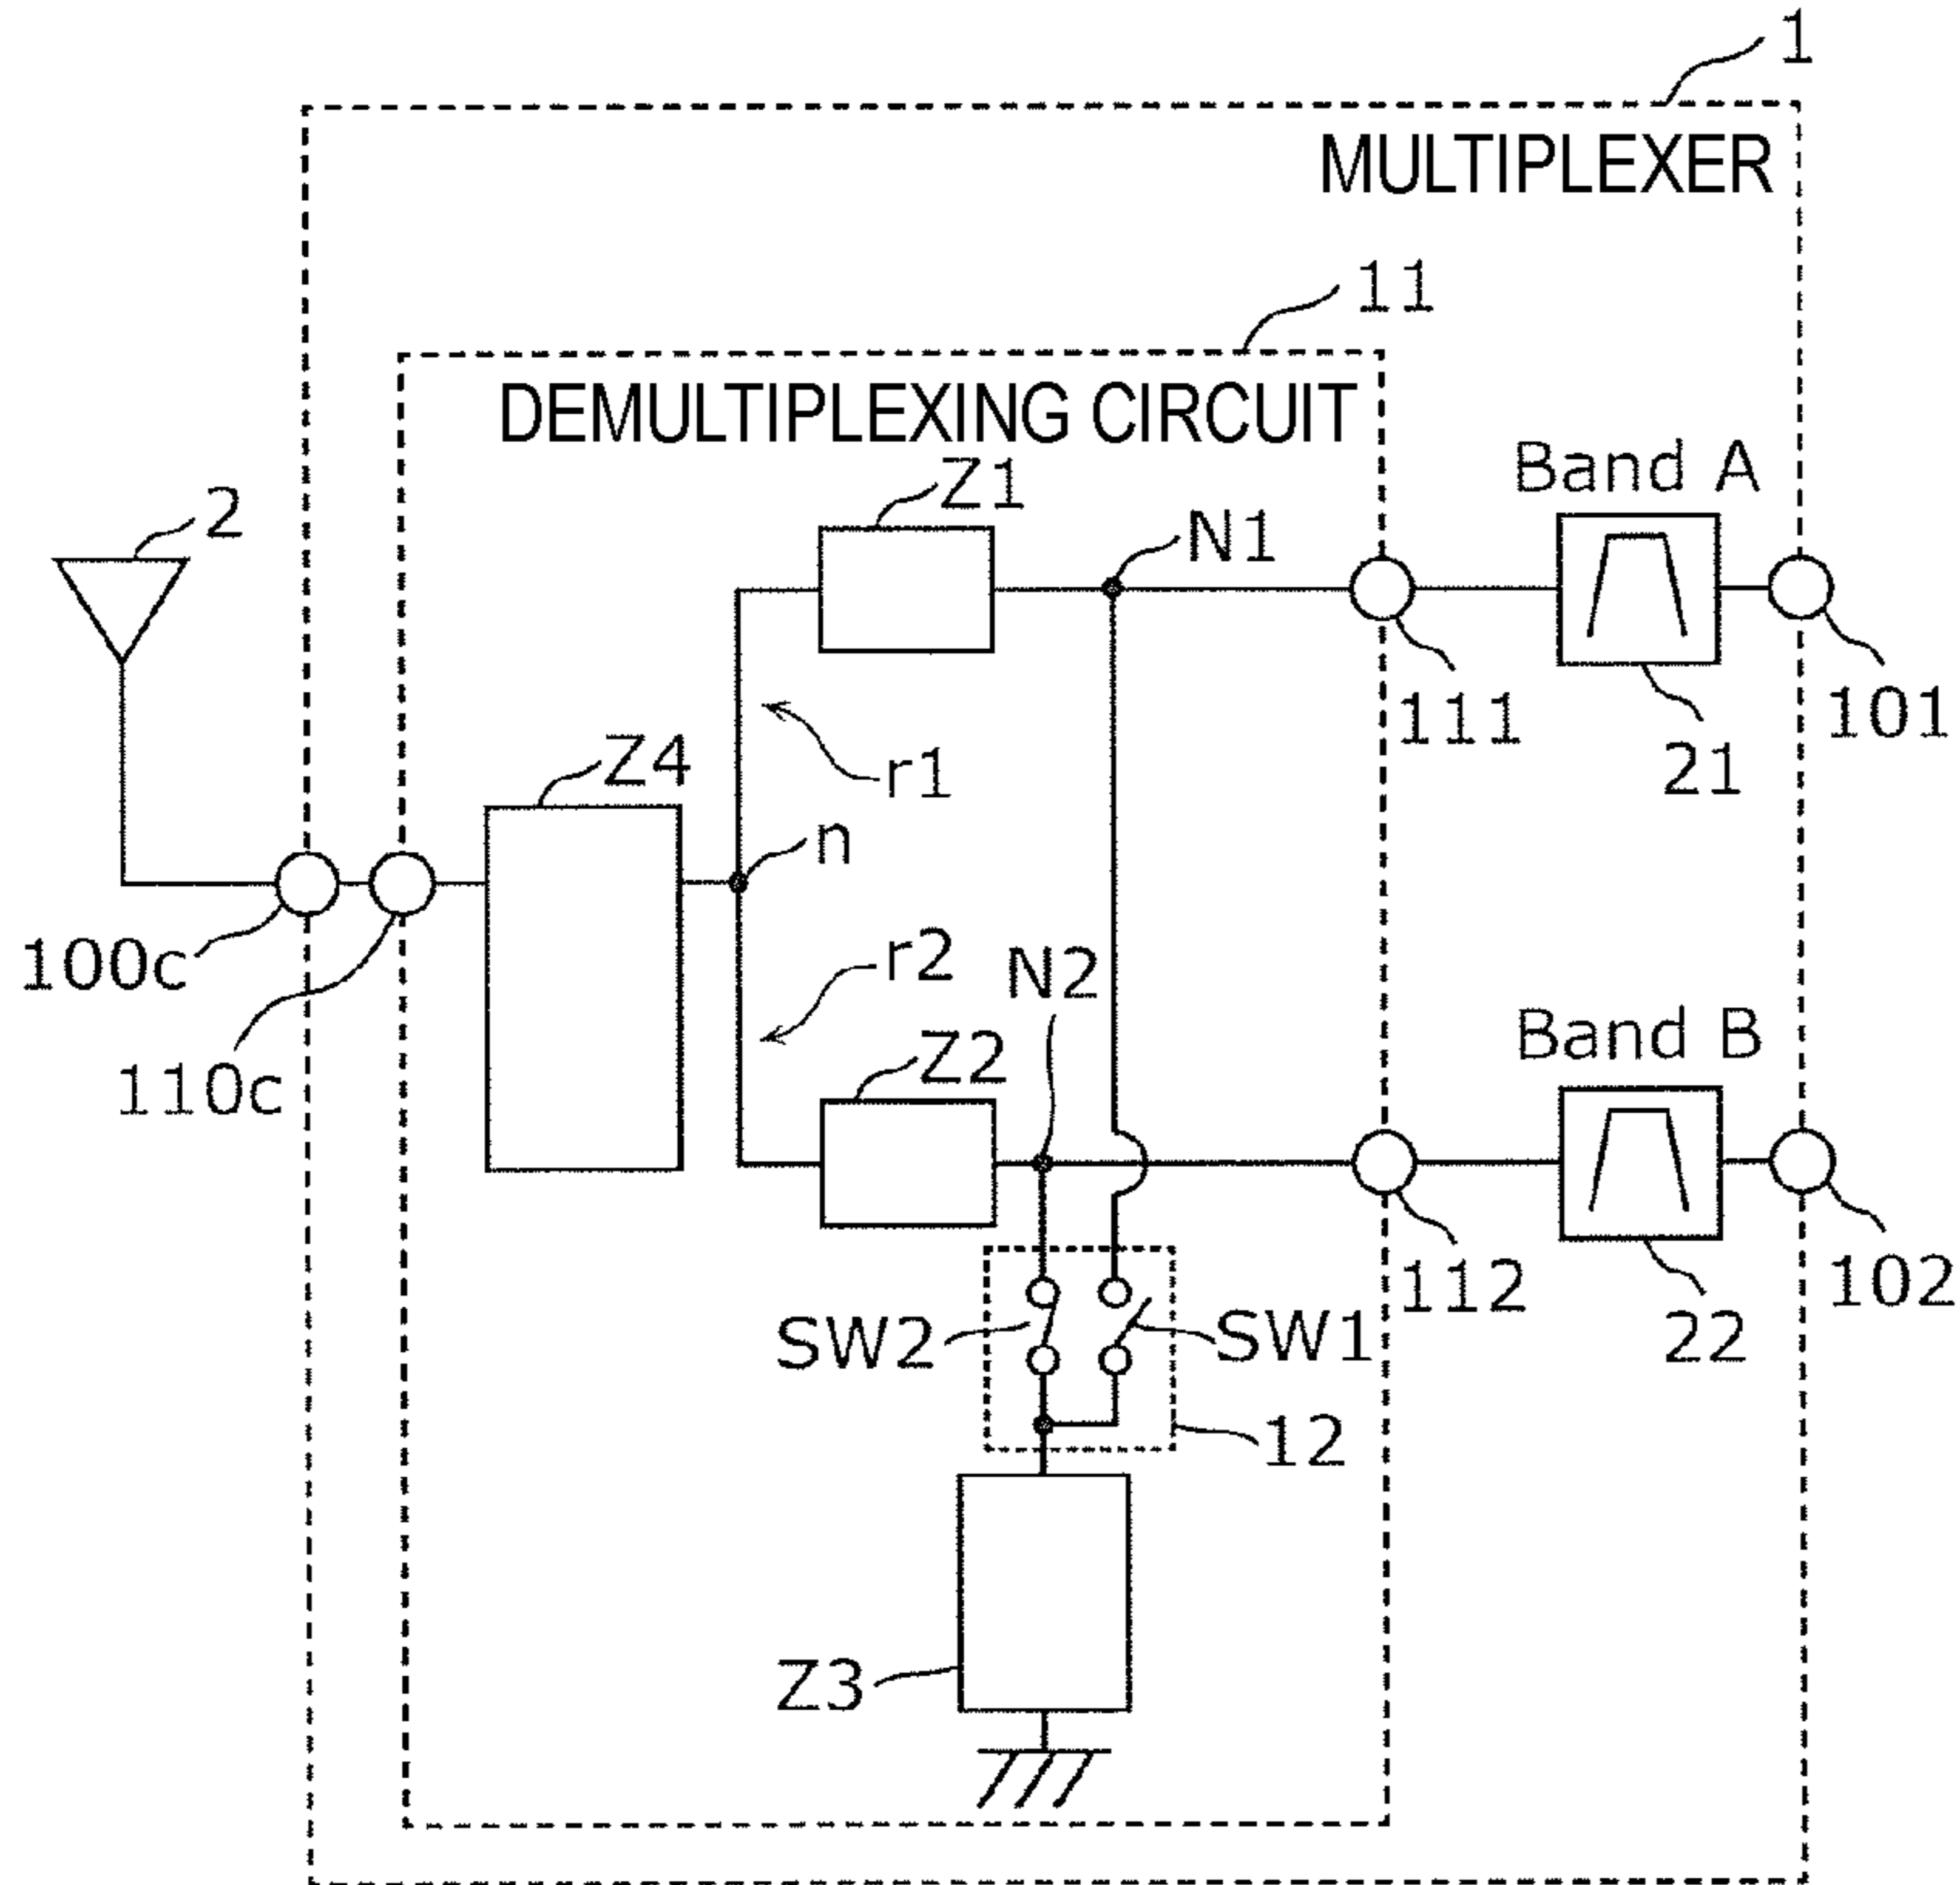 1
MULTIPLEXER
11
DEMULTIPLEXING CIRCUIT
Band A
Z1
2
N1
111
101
21
r1
Z4
n
100c
r2
N2
Band B
110c
Z2
112
102
22
SW2
SW1
12
Z3